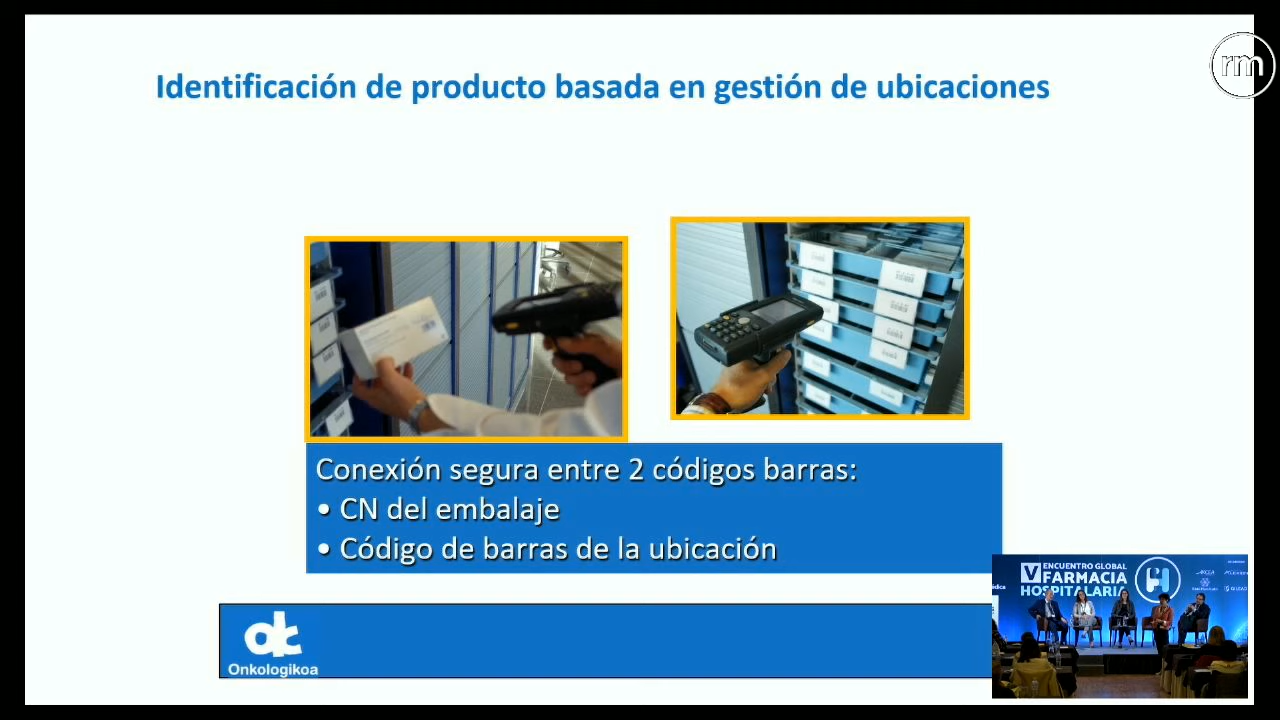 Identificación de producto basada en gestión de ubicaciones
rm
Conexión segura entre 2 códigos barras:
• CN del embalaje
• Código de barras de la ubicación
Onkologikoa
V ENCUENTRO GLOBAL
FARMACIA
HOSPITALARIA
GILEAD